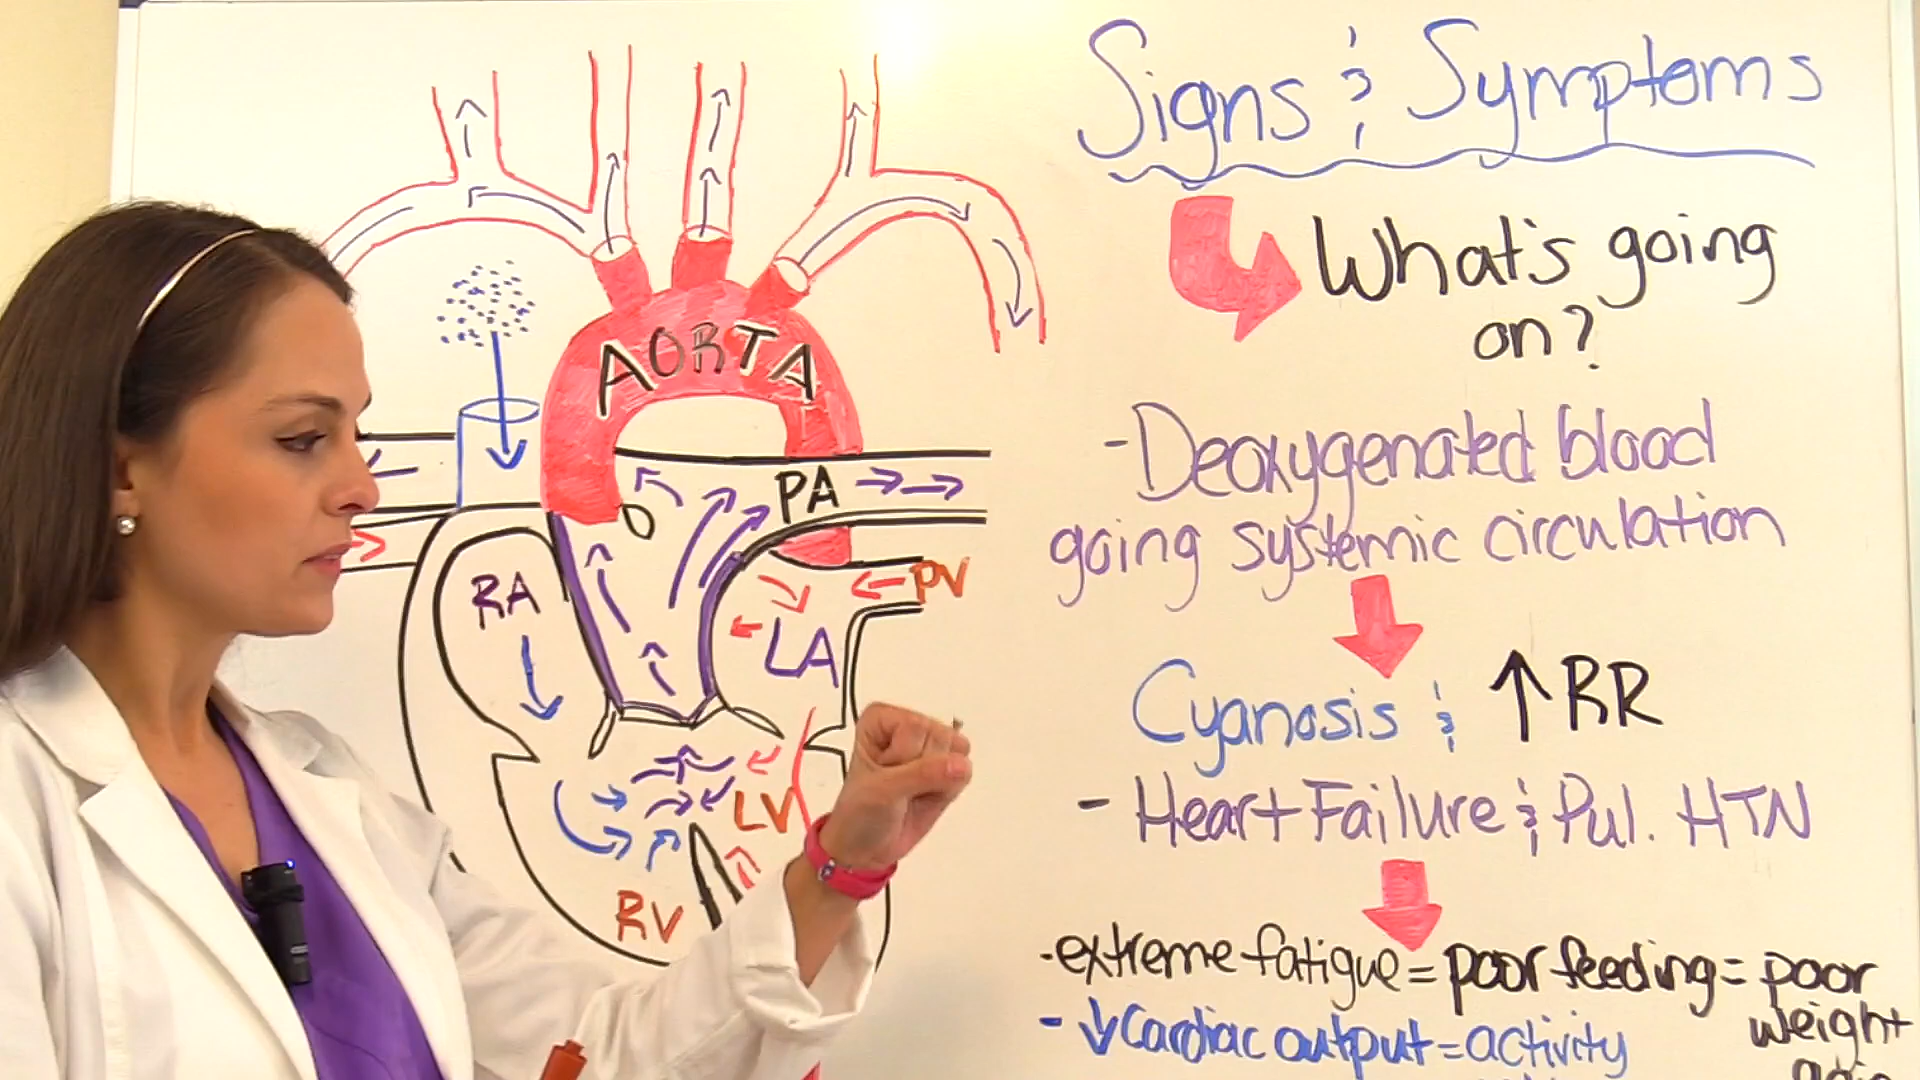 Signs & Symptoms
What's going
on?
- Deoxygenated blood
going systemic circulation
Cyanosis & ↑ RR
- Heart Failure & Pul. HTN
- extreme fatigue = poor feeding = poor
weight
gain
- ↓ Cardiac output = activity
AORTA
PA
PV
RA
LA
LV
RV